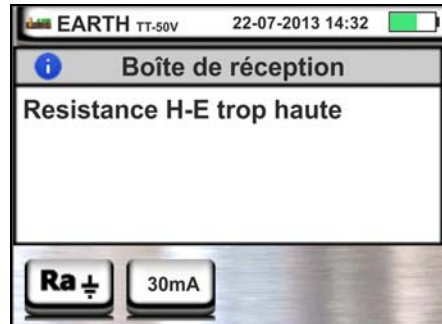 EARTH TT-50V 22-07-2013 14:32
Boîte de réception
Resistance H-E trop haute
Ra
30mA